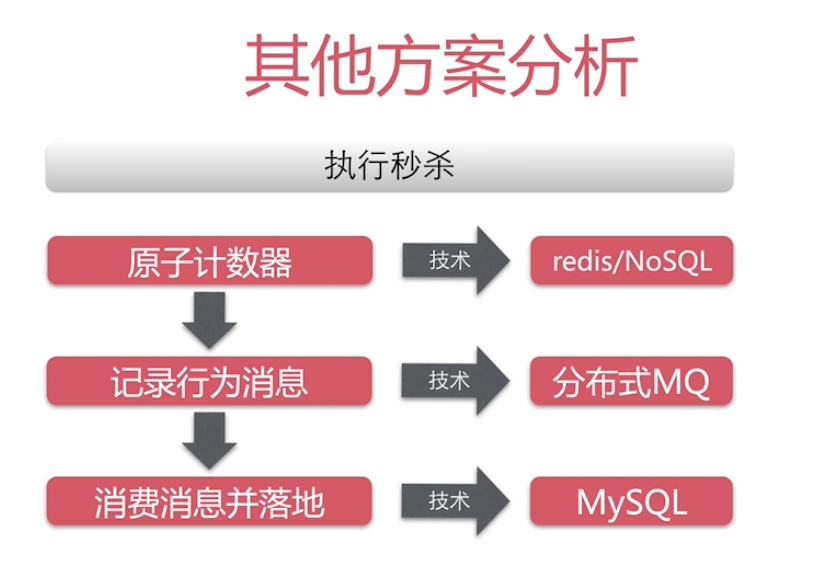 其他方案分析
执行秒杀
原子计数器
技术
redis/NoSQL
记录行为消息
技术
分布式MQ
消费消息并落地
技术
MySQL